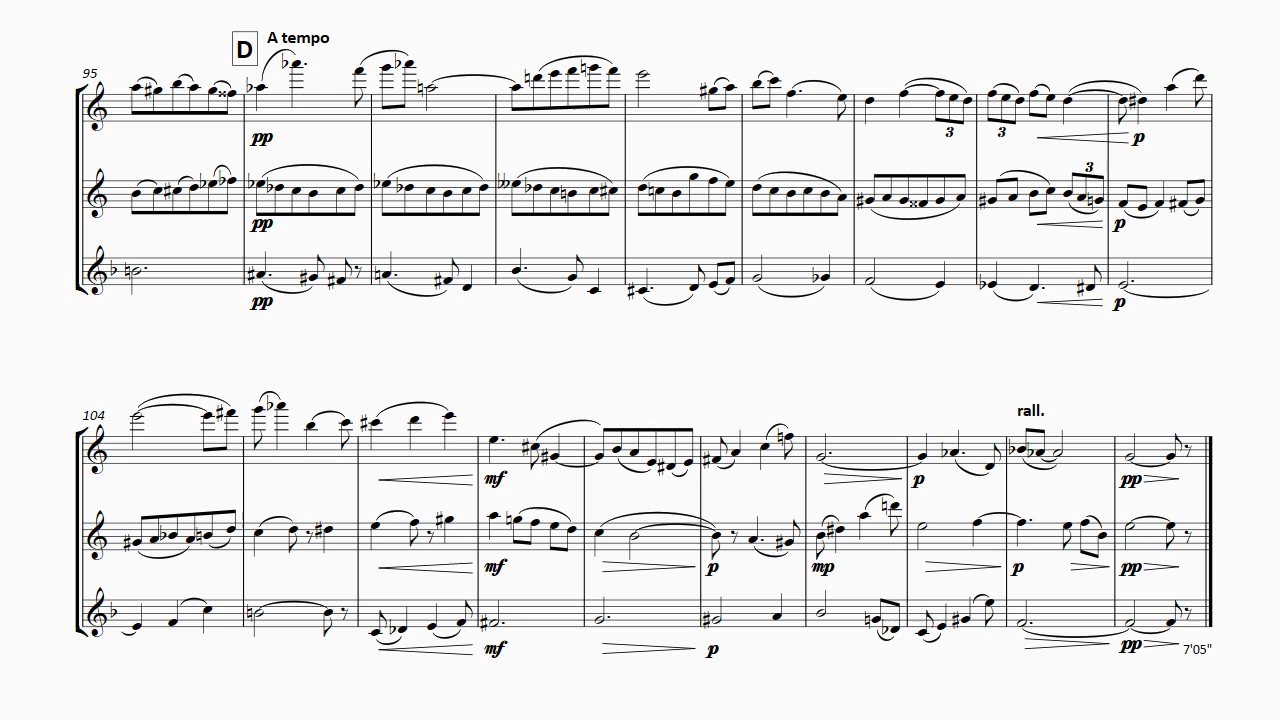 D A tempo
95
pp
3 3 p
3
pp p
pp p
104
rall.
mf p pp
mf p mp p pp
mf p pp
7'05"